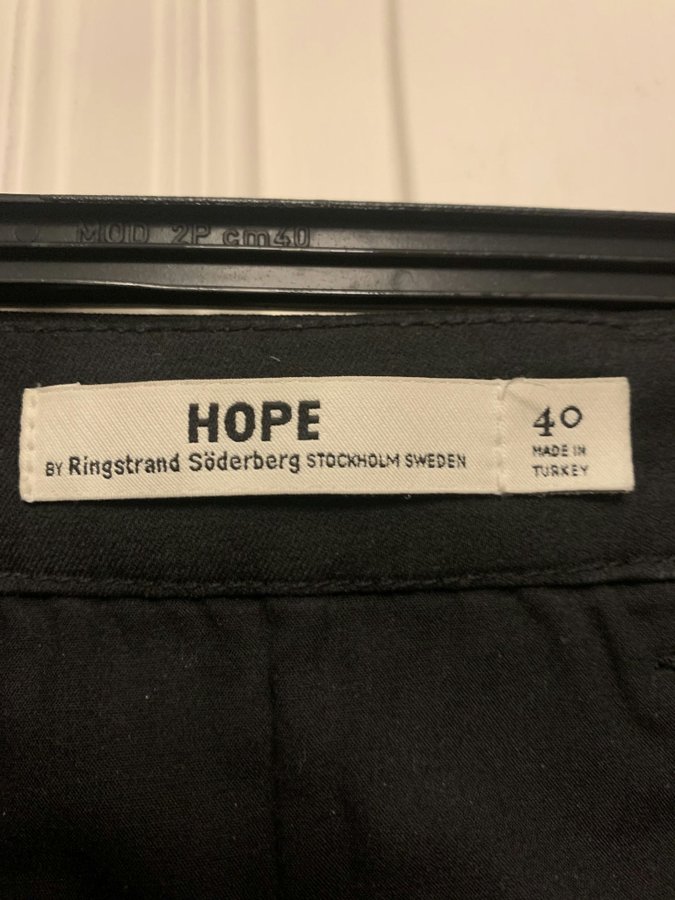 MOD 2P cm40
HOPE
BY Ringstrand Söderberg STOCKHOLM SWEDEN
40
MADE IN
TURKEY